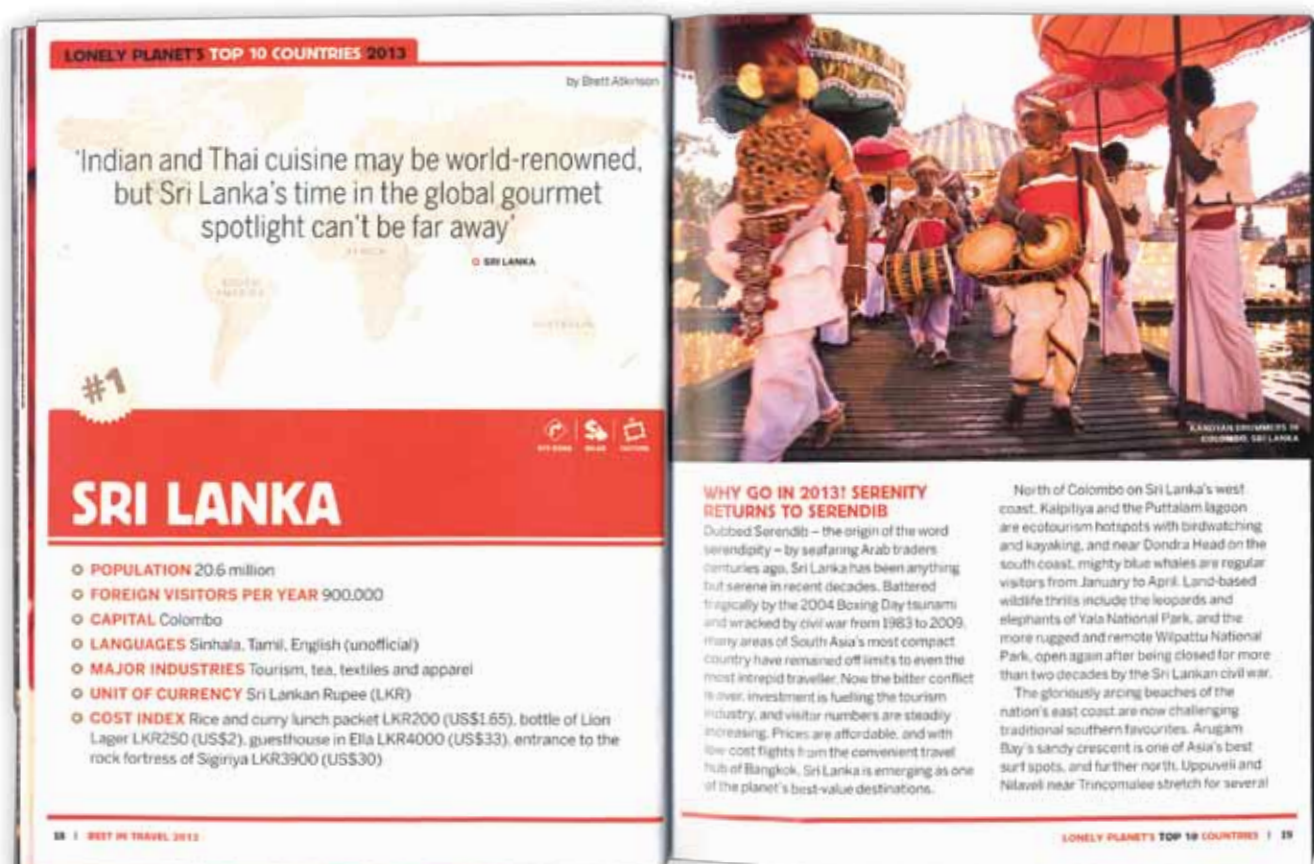 LONELY PLANET'S TOP 10 COUNTRIES 2013
by Brett Atkinson
'Indian and Thai cuisine may be world-renowned,
but Sri Lanka's time in the global gourmet
spotlight can't be far away'
SRI LANKA
AFRICA
SOUTH
AMERICA
AUSTRALIA
#1
VALUE
CULTURE
SRI LANKA
POPULATION 20.6 million
FOREIGN VISITORS PER YEAR 900,000
CAPITAL Colombo
LANGUAGES Sinhala, Tamil, English (unofficial)
MAJOR INDUSTRIES Tourism, tea, textiles and apparel
UNIT OF CURRENCY Sri Lankan Rupee (LKR)
COST INDEX Rice and curry lunch packet LKR200 (US$1.65), bottle of Lion
Lager LKR250 (US$2), guesthouse in Ella LKR4000 (US$33), entrance to the
rock fortress of Sigiriya LKR3900 (US$30)
18 | BEST IN TRAVEL 2013
KANDYAN DRUMMERS IN
COLOMBO, SRI LANKA
WHY GO IN 2013? SERENITY
RETURNS TO SERENDIB
Dubbed Serendib – the origin of the word
serendipity – by seafaring Arab traders
centuries ago, Sri Lanka has been anything
but serene in recent decades. Battered
tragically by the 2004 Boxing Day tsunami
and wracked by civil war from 1983 to 2009,
many areas of South Asia's most compact
country have remained off limits to even the
most intrepid traveller. Now the bitter conflict
is over, investment is fuelling the tourism
industry, and visitor numbers are steadily
increasing. Prices are affordable, and with
low-cost flights from the convenient travel
hub of Bangkok, Sri Lanka is emerging as one
of the planet's best-value destinations.
North of Colombo on Sri Lanka's west
coast, Kalpitiya and the Puttalam lagoon
are ecotourism hotspots with birdwatching
and kayaking, and near Dondra Head on the
south coast, mighty blue whales are regular
visitors from January to April. Land-based
wildlife thrills include the leopards and
elephants of Yala National Park, and the
more rugged and remote Wilpattu National
Park, open again after being closed for more
than two decades by the Sri Lankan civil war.
The gloriously arcing beaches of the
nation's east coast are now challenging
traditional southern favourites. Arugam
Bay's sandy crescent is one of Asia's best
surf spots, and further north, Uppuveli and
Nilaveli near Trincomalee stretch for several
LONELY PLANET'S TOP 10 COUNTRIES | 19